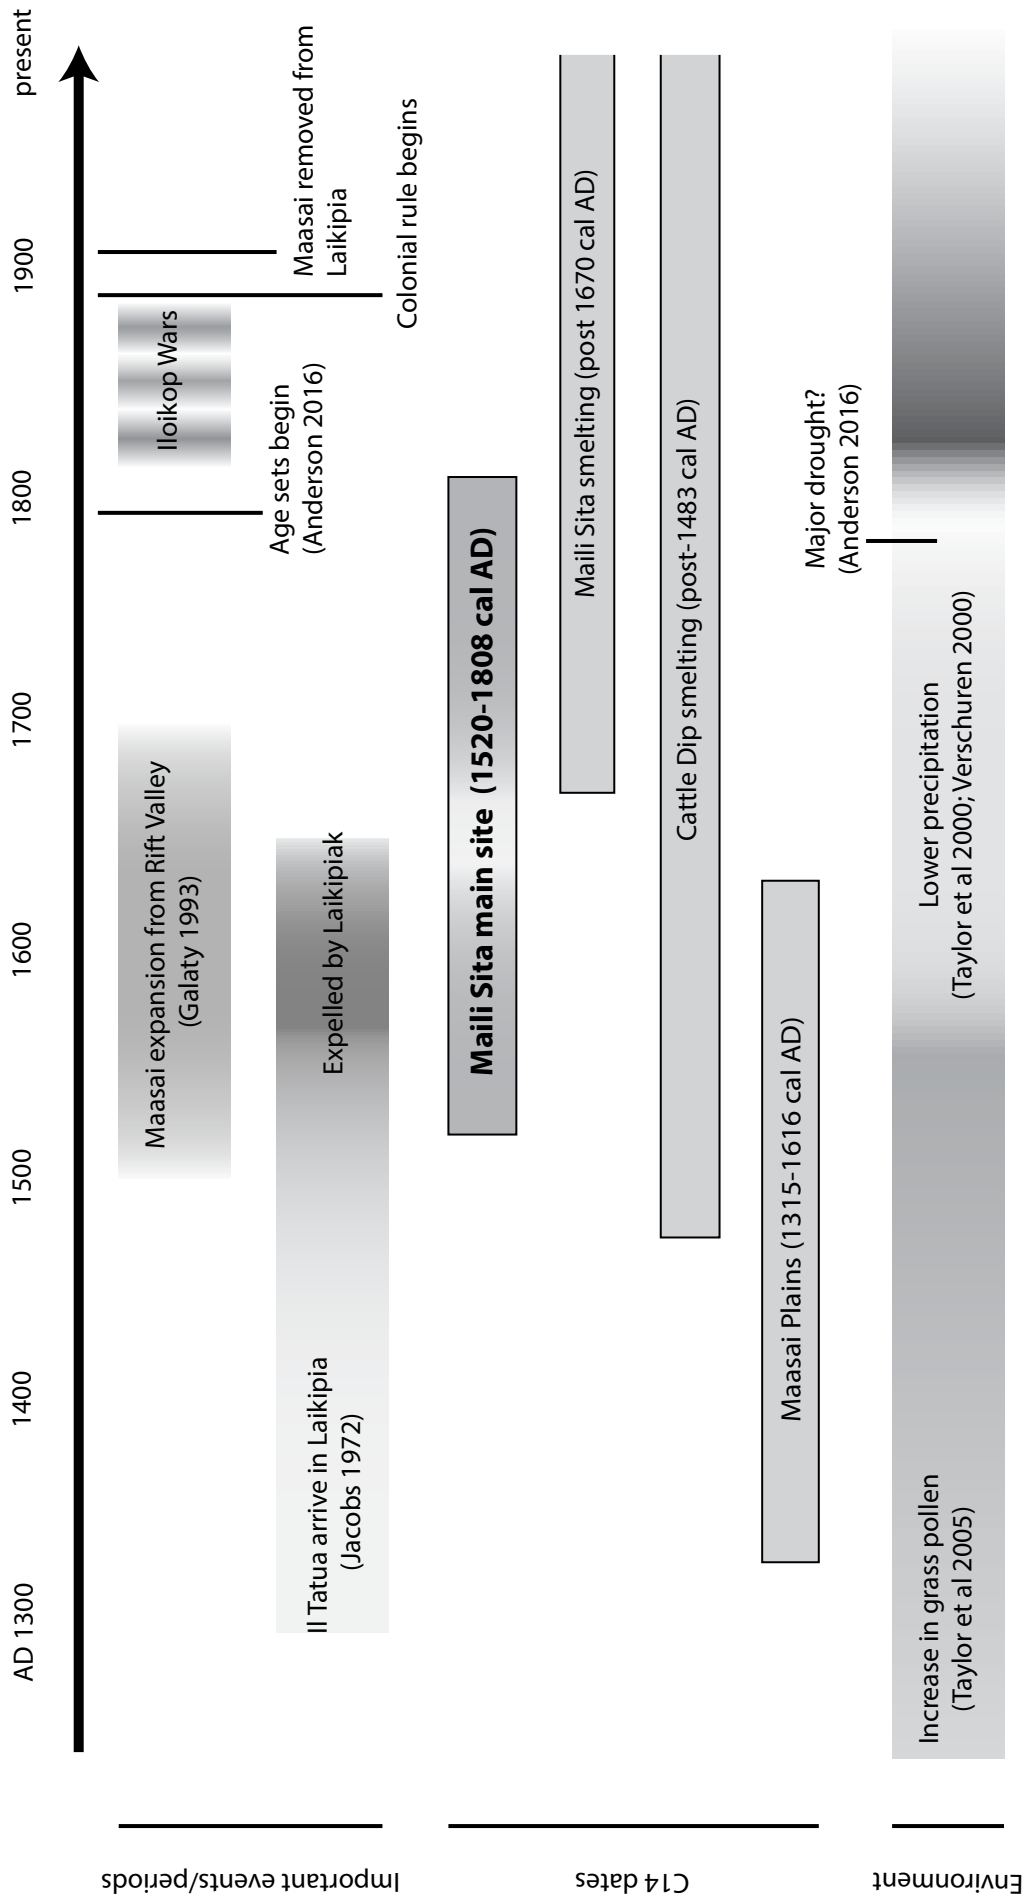 AD 1300
1400
1500
1600
1700
1800
1900
present
Important events/periods
Maasai expansion from Rift Valley
(Galaty 1993)
Iloikop Wars
Age sets begin
(Anderson 2016)
Maasai removed from
Laikipia
Colonial rule begins
Il Tatua arrive in Laikipia
(Jacobs 1972)
Expelled by Laikipiak
C14 dates
Maili Sita main site (1520-1808 cal AD)
Maili Sita smelting (post 1670 cal AD)
Cattle Dip smelting (post-1483 cal AD)
Maasai Plains (1315-1616 cal AD)
Environment
Increase in grass pollen
(Taylor et al 2005)
Lower precipitation
(Taylor et al 2000; Verschuren 2000)
Major drought?
(Anderson 2016)